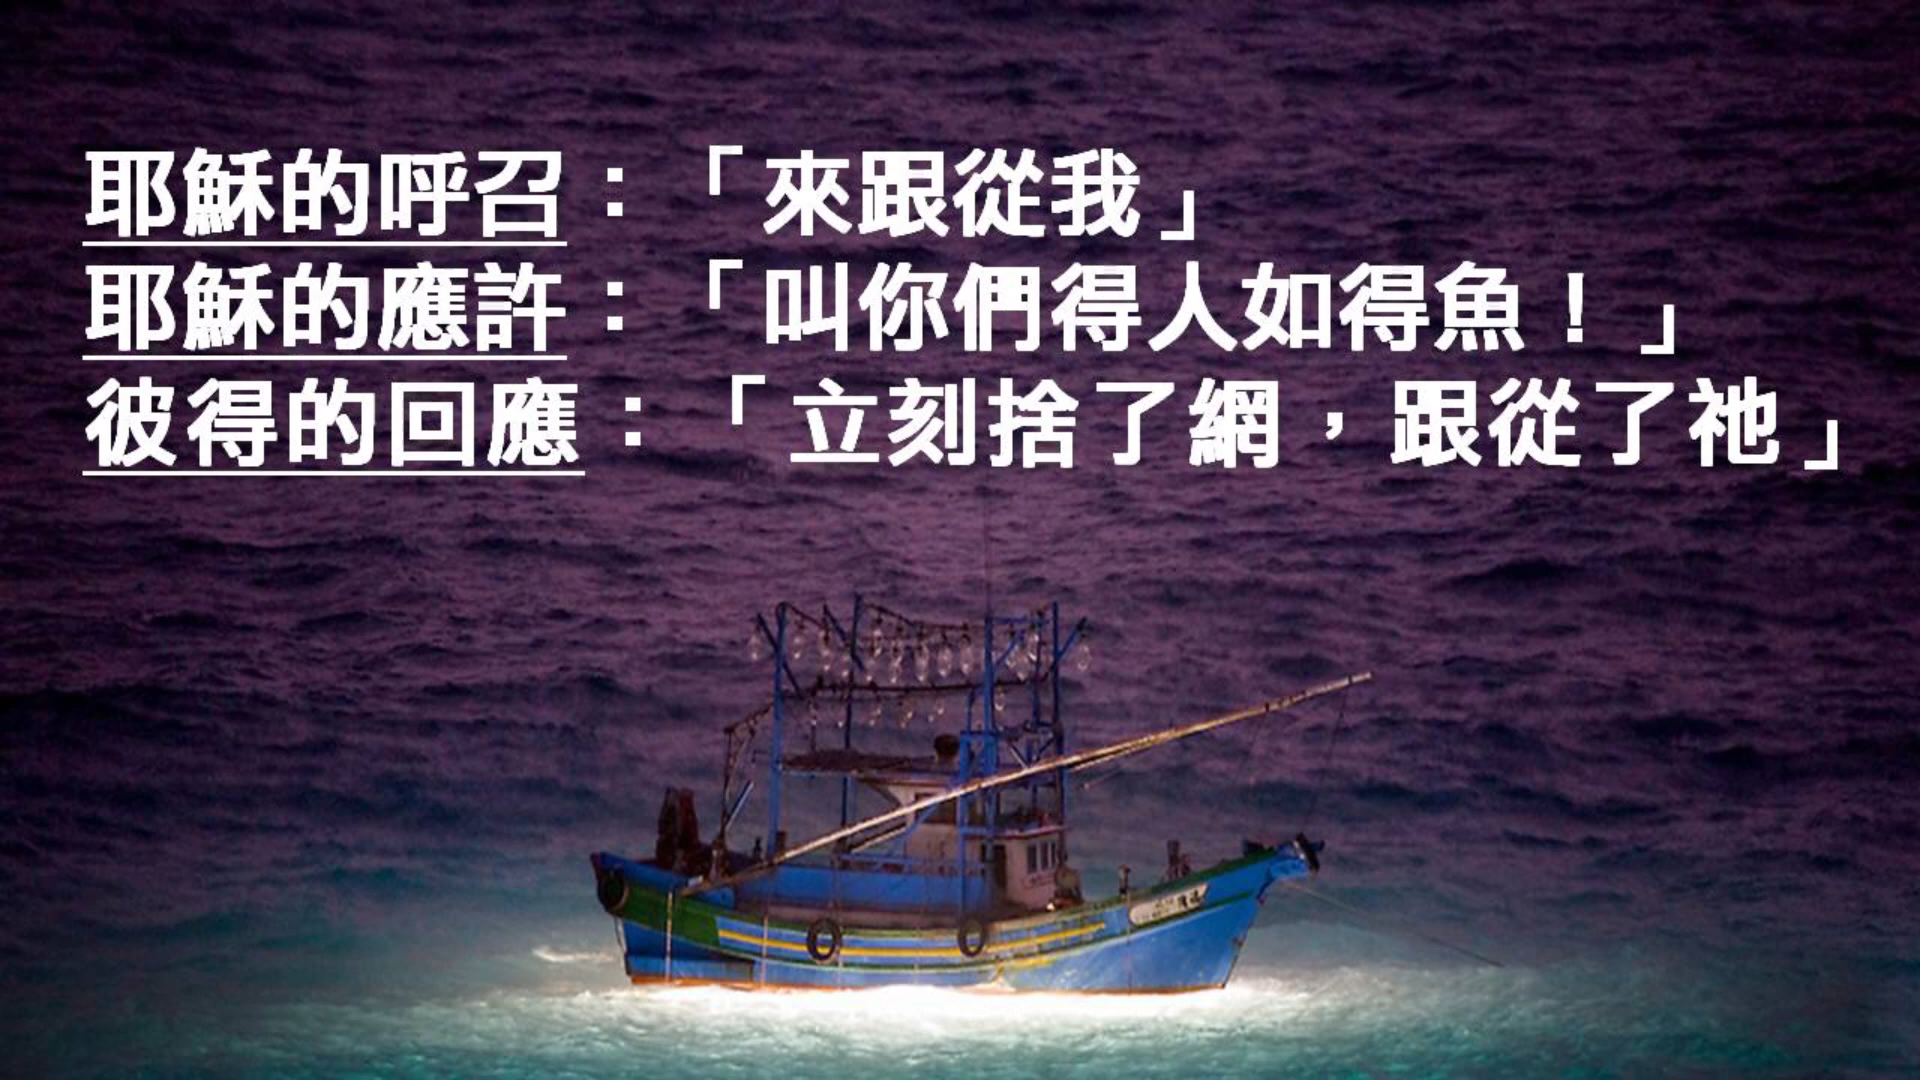 耶穌的呼召：「來跟從我」
耶穌的應許：「叫你們得人如得魚！」
彼得的回應：「立刻捨了網，跟從了祂」